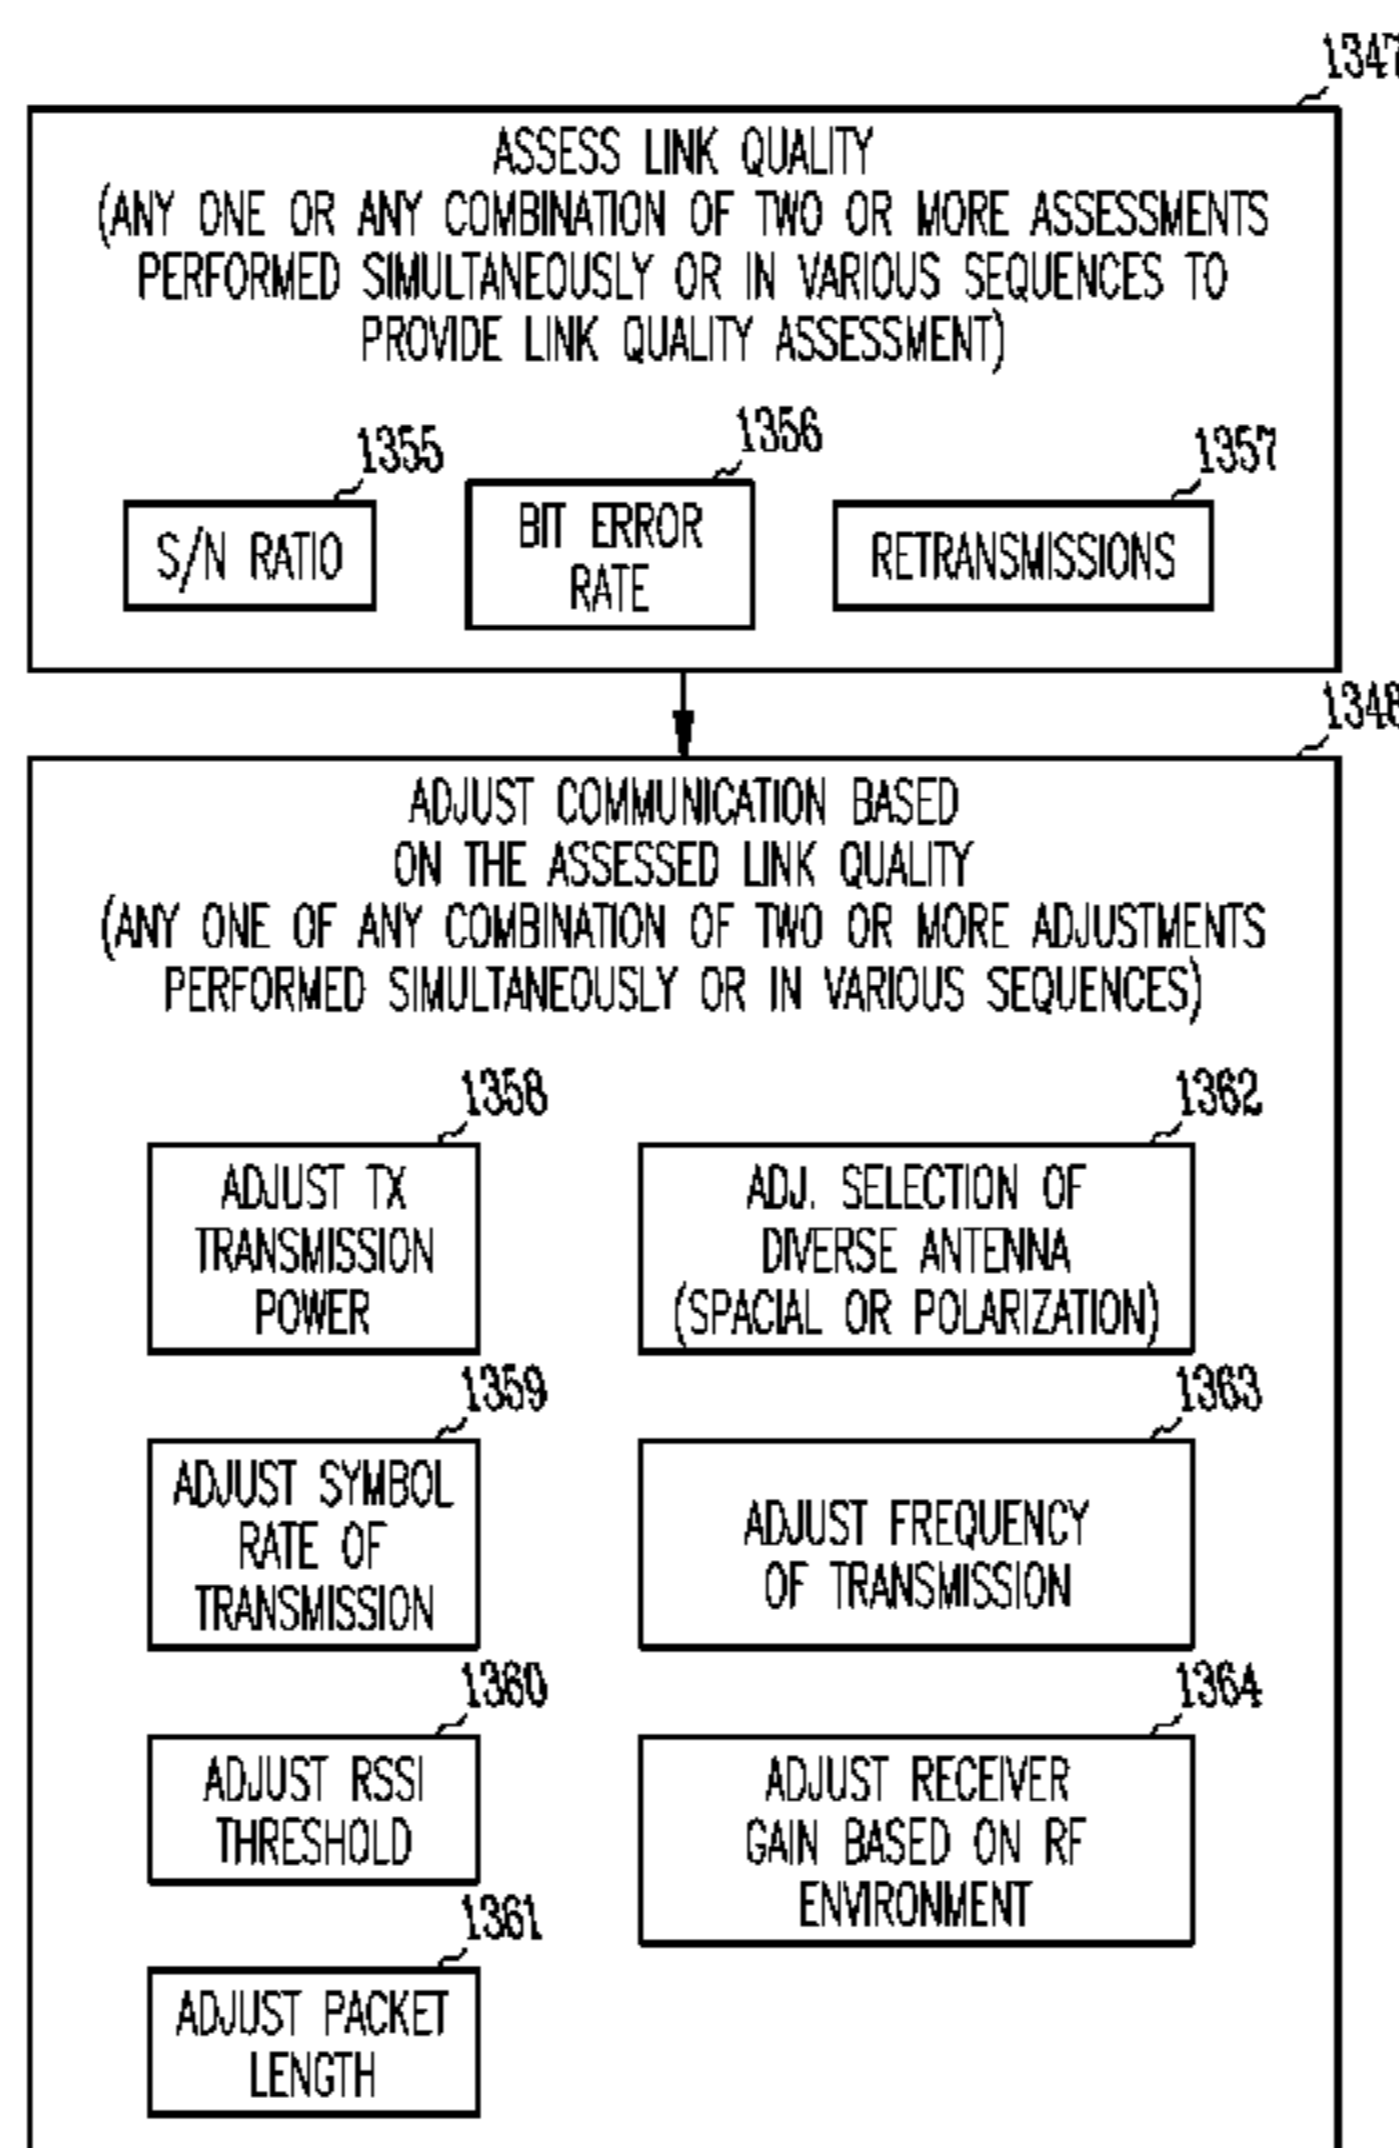 1347
ASSESS LINK QUALITY
(ANY ONE OR ANY COMBINATION OF TWO OR MORE ASSESSMENTS
PERFORMED SIMULTANEOUSLY OR IN VARIOUS SEQUENCES TO
PROVIDE LINK QUALITY ASSESSMENT)
1355
S/N RATIO
1356
BIT ERROR
RATE
1357
RETRANSMISSIONS
1348
ADJUST COMMUNICATION BASED
ON THE ASSESSED LINK QUALITY
(ANY ONE OF ANY COMBINATION OF TWO OR MORE ADJUSTMENTS
PERFORMED SIMULTANEOUSLY OR IN VARIOUS SEQUENCES)
1358
ADJUST TX
TRANSMISSION
POWER
1359
ADJUST SYMBOL
RATE OF
TRANSMISSION
1360
ADJUST RSSI
THRESHOLD
1361
ADJUST PACKET
LENGTH
1362
ADJ. SELECTION OF
DIVERSE ANTENNA
(SPACIAL OR POLARIZATION)
1363
ADJUST FREQUENCY
OF TRANSMISSION
1364
ADJUST RECEIVER
GAIN BASED ON RF
ENVIRONMENT